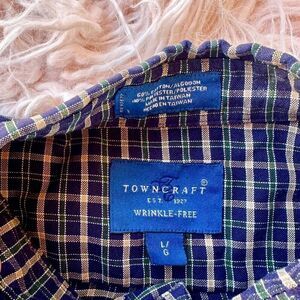 60% COTTON/ALGODON
40% POLYESTER/POLIESTER
MADE IN TAIWAN
HECHO EN TAIWAN
TOWNCRAFT®
EST. 1927
WRINKLE-FREE
L/
G